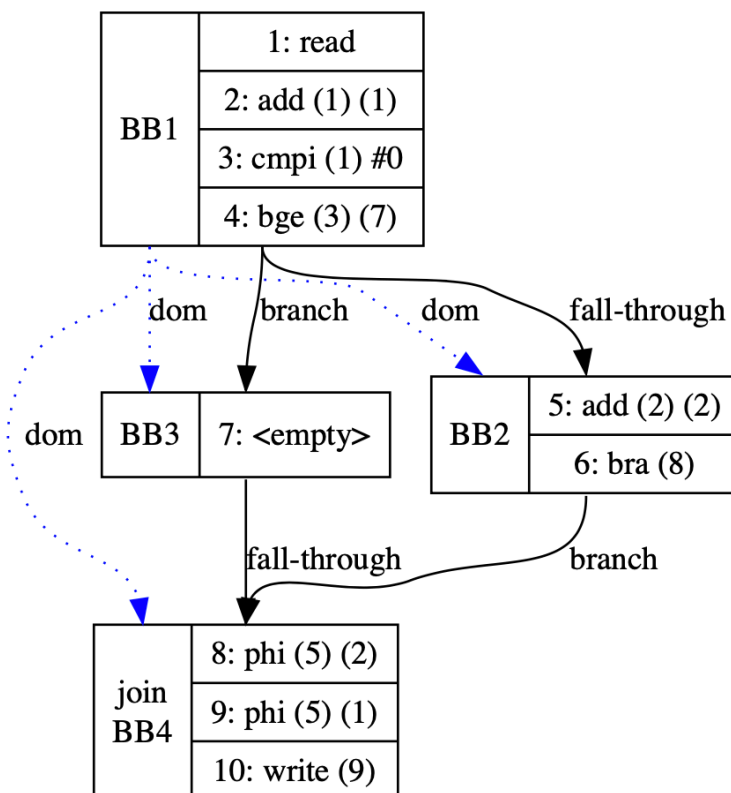 BB1
1: read
2: add (1) (1)
3: cmpi (1) #0
4: bge (3) (7)
dom
branch
dom
fall-through
dom
BB3
7: <empty>
BB2
5: add (2) (2)
6: bra (8)
fall-through
branch
join
BB4
8: phi (5) (2)
9: phi (5) (1)
10: write (9)